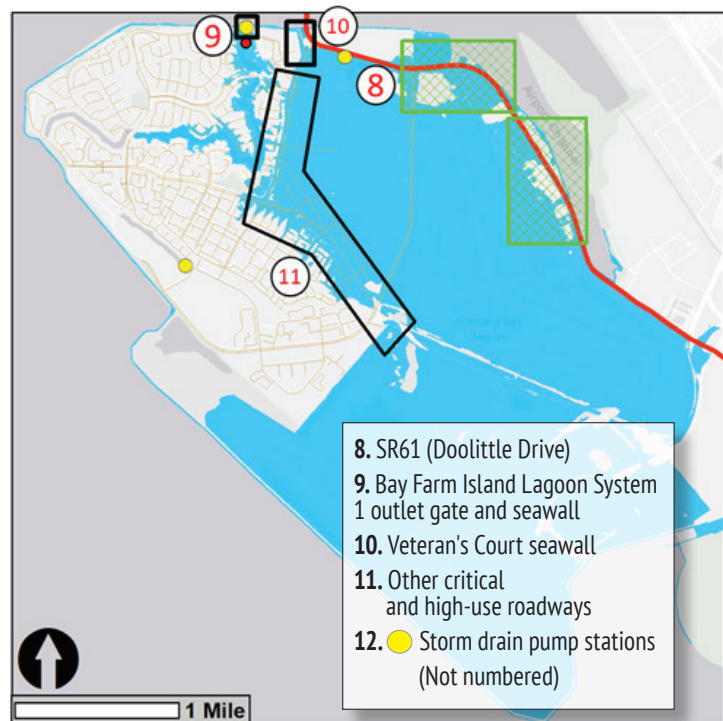 9
10
8
11
8. SR61 (Doolittle Drive)
9. Bay Farm Island Lagoon System
1 outlet gate and seawall
10. Veteran's Court seawall
11. Other critical
and high-use roadways
12. Storm drain pump stations
(Not numbered)
1 Mile